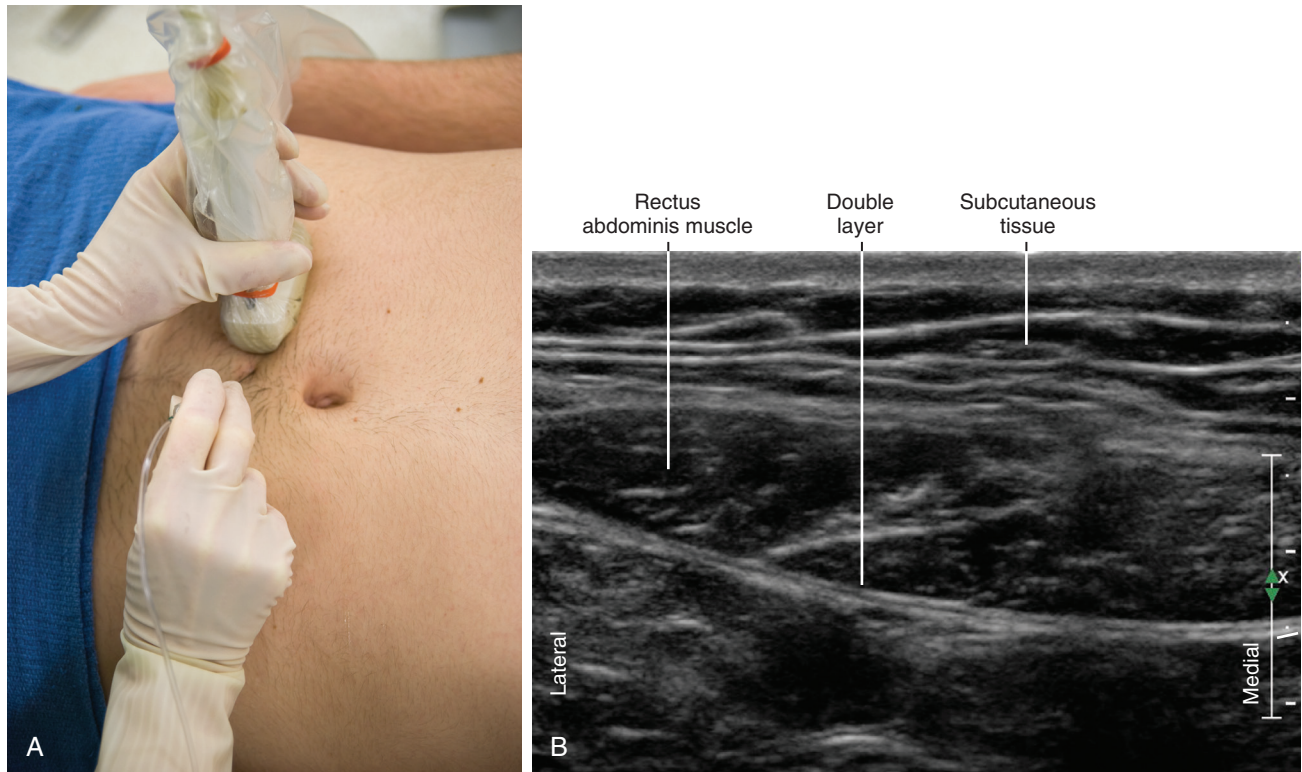 Rectus
abdominis muscle
Double
layer
Subcutaneous
tissue
x
Lateral
Medial
A
B